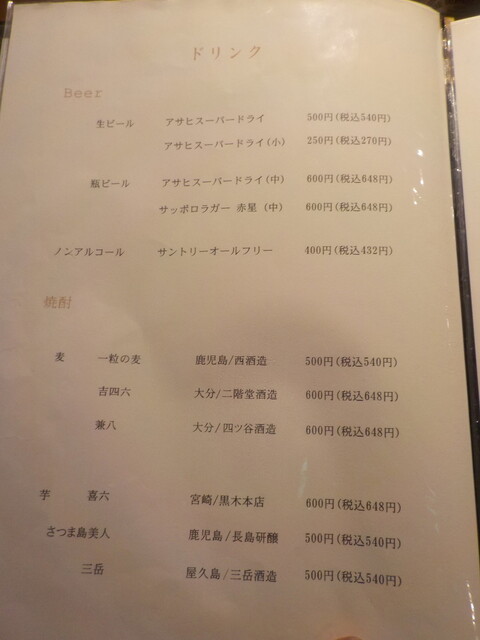 ドリンク
Beer
生ビール アサヒスーパードライ 500円(税込540円)
アサヒスーパードライ(小) 250円(税込270円)
瓶ビール アサヒスーパードライ(中) 600円(税込648円)
サッポロラガー 赤星 (中) 600円(税込648円)
ノンアルコール サントリーオールフリー 400円(税込432円)
焼酎
麦 一粒の麦 鹿児島/西酒造 500円(税込540円)
吉四六 大分/二階堂酒造 600円(税込648円)
兼八 大分/四ツ谷酒造 600円(税込648円)
芋 喜六 宮崎/黒木本店 600円(税込648円)
さつま島美人 鹿児島/長島研醸 500円(税込540円)
三岳 屋久島/三岳酒造 500円(税込540円)